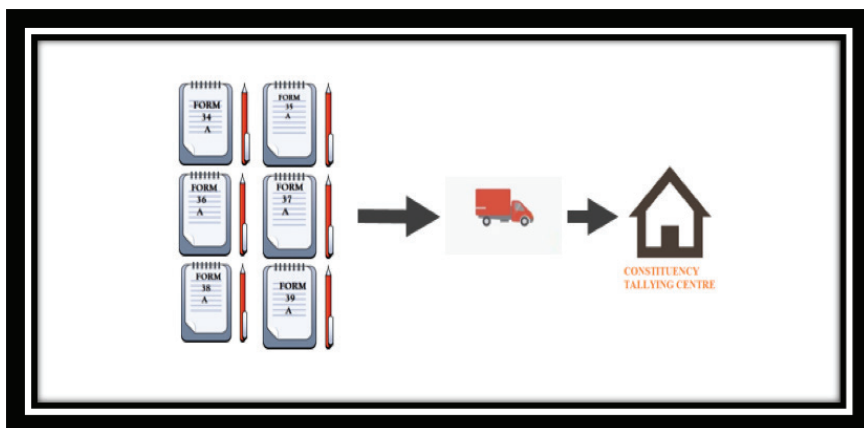 FORM
34
A
FORM
35
A
FORM
36
A
FORM
37
A
FORM
38
A
FORM
39
A
CONSTITUENCY
TALLYING CENTRE